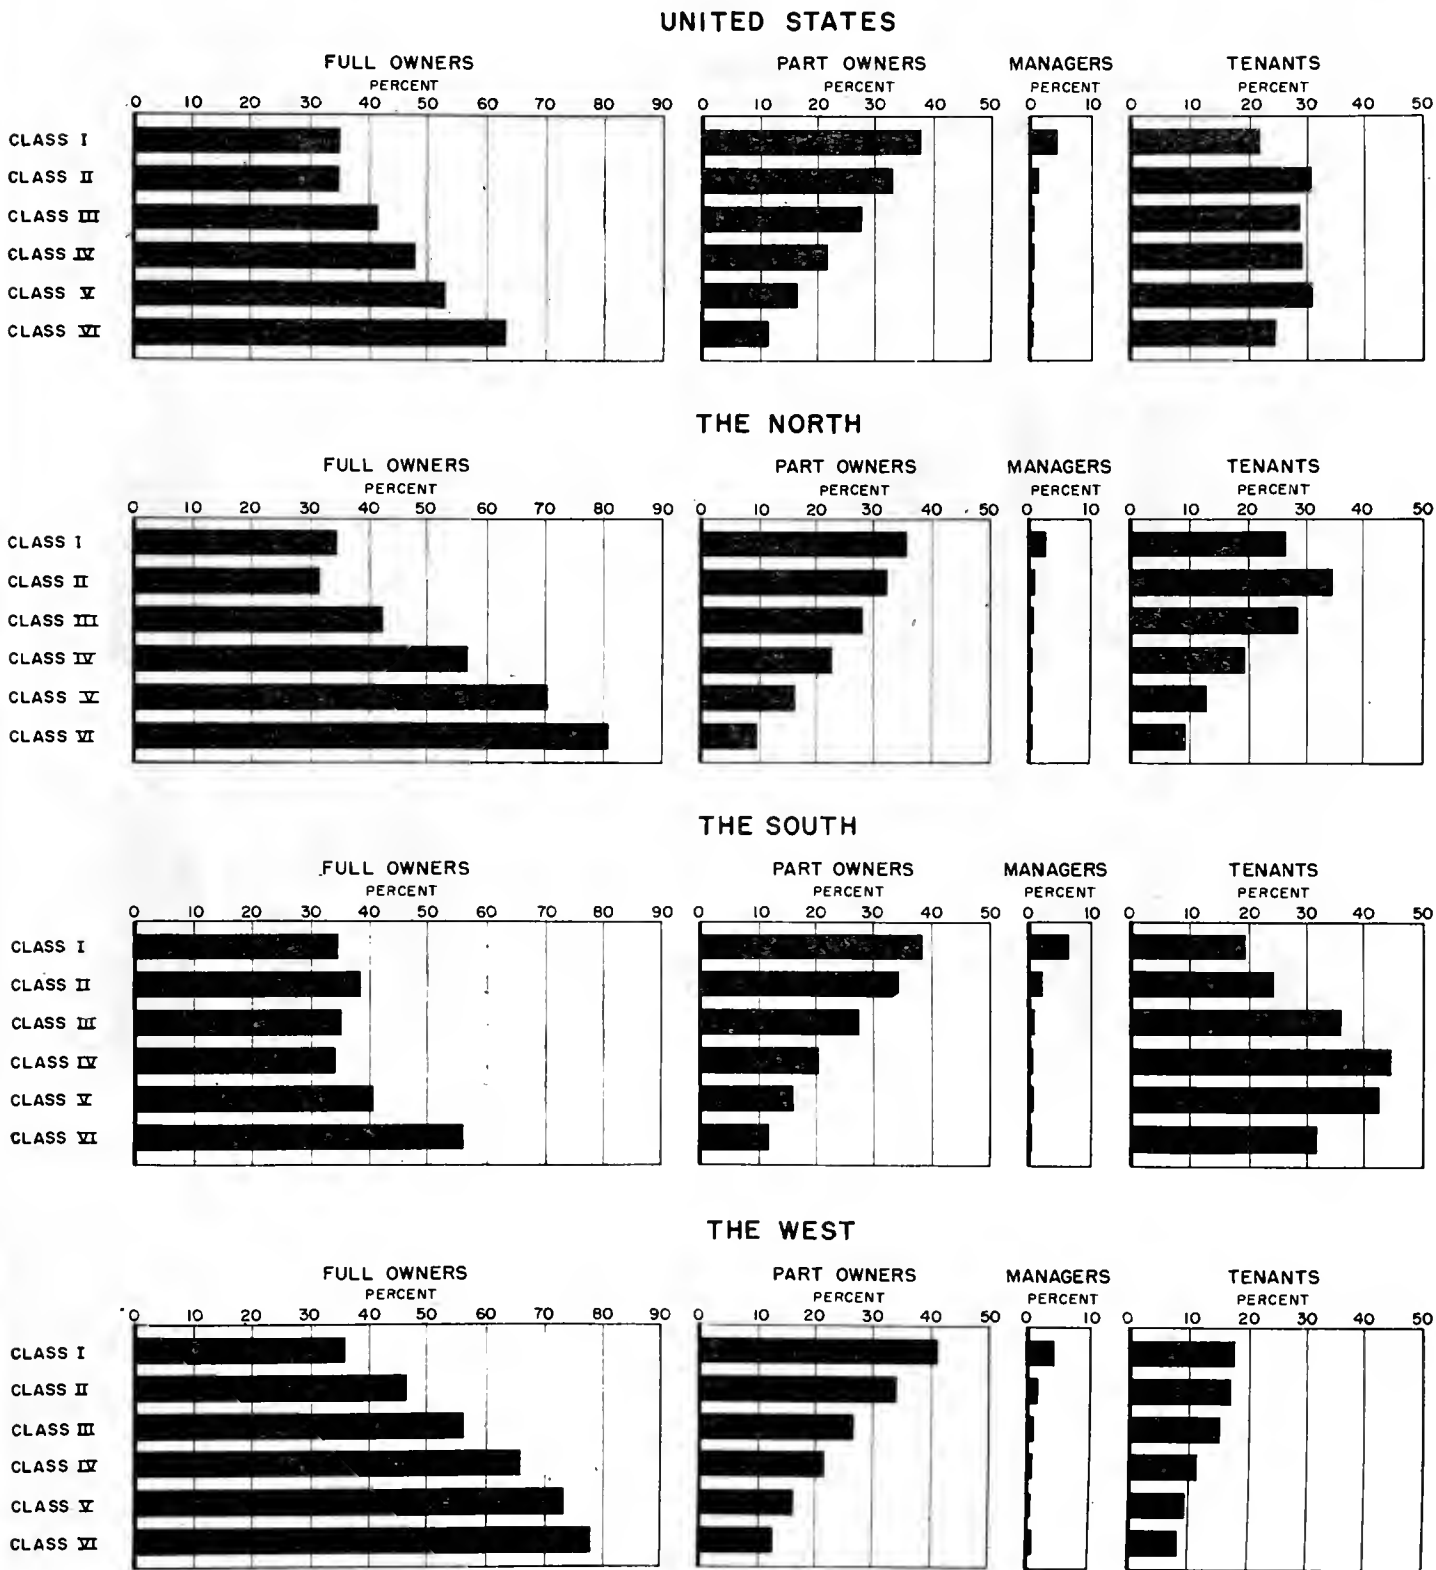 UNITED STATES
FULL OWNERS PART OWNERS MANAGERS TENANTS
PERCENT PERCENT PERCENT PERCENT
0 10 20 30 40 50 60 70 80 90 0 10 20 30 40 50 0 10 0 10 20 30 40 50
CLASS I
CLASS II
CLASS III
CLASS IV
CLASS V
CLASS VI
THE NORTH
FULL OWNERS PART OWNERS MANAGERS TENANTS
PERCENT PERCENT PERCENT PERCENT
0 10 20 30 40 50 60 70 80 90 0 10 20 30 40 50 0 10 0 10 20 30 40 50
CLASS I
CLASS II
CLASS III
CLASS IV
CLASS V
CLASS VI
THE SOUTH
FULL OWNERS PART OWNERS MANAGERS TENANTS
PERCENT PERCENT PERCENT PERCENT
0 10 20 30 40 50 60 70 80 90 0 10 20 30 40 50 0 10 0 10 20 30 40 50
CLASS I
CLASS II
CLASS III
CLASS IV
CLASS V
CLASS VI
THE WEST
FULL OWNERS PART OWNERS MANAGERS TENANTS
PERCENT PERCENT PERCENT PERCENT
0 10 20 30 40 50 60 70 80 90 0 10 20 30 40 50 0 10 0 10 20 30 40 50
CLASS I
CLASS II
CLASS III
CLASS IV
CLASS V
CLASS VI